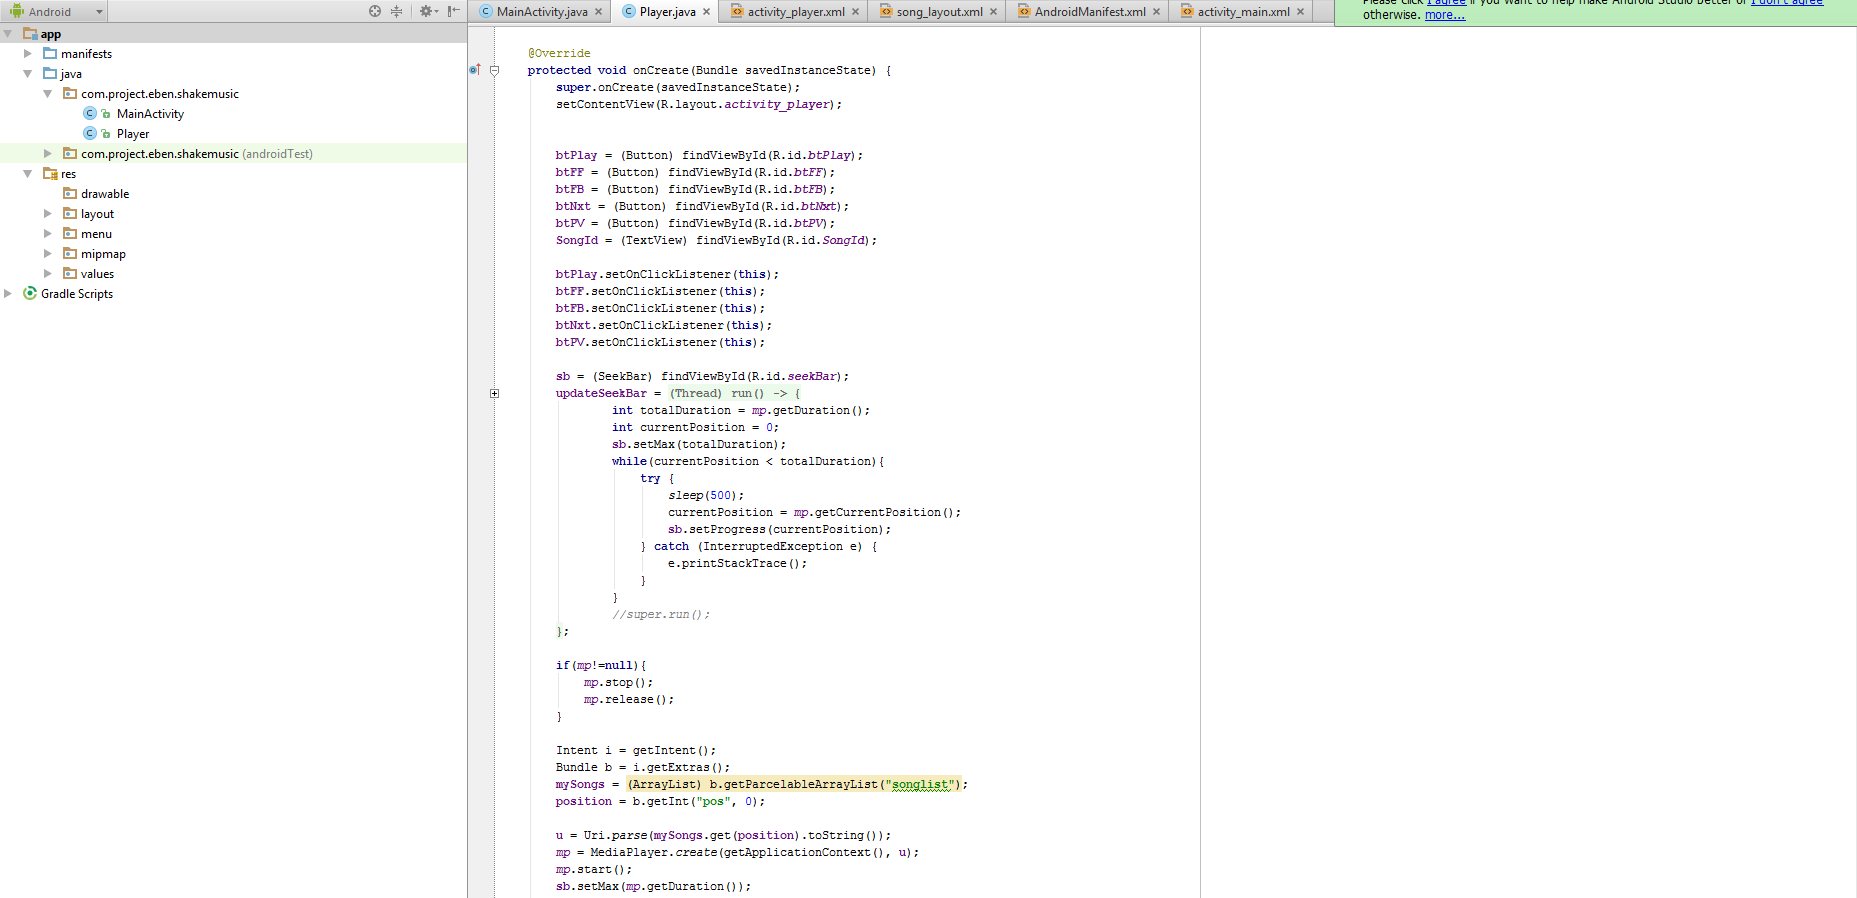 Android
MainActivity.java
Player.java
activity_player.xml
song_layout.xml
AndroidManifest.xml
activity_main.xml
Please click I agree if you want to help make Android Studio better or I don't agree
otherwise. more...
app
manifests
java
com.project.eben.shakemusic
MainActivity
Player
com.project.eben.shakemusic (androidTest)
res
drawable
layout
menu
mipmap
values
Gradle Scripts
@Override
protected void onCreate(Bundle savedInstanceState) {
super.onCreate(savedInstanceState);
setContentView(R.layout.activity_player);
btPlay = (Button) findViewById(R.id.btPlay);
btFF = (Button) findViewById(R.id.btFF);
btFB = (Button) findViewById(R.id.btFB);
btNxt = (Button) findViewById(R.id.btNxt);
btPV = (Button) findViewById(R.id.btPV);
SongId = (TextView) findViewById(R.id.SongId);
btPlay.setOnClickListener(this);
btFF.setOnClickListener(this);
btFB.setOnClickListener(this);
btNxt.setOnClickListener(this);
btPV.setOnClickListener(this);
sb = (SeekBar) findViewById(R.id.seekBar);
updateSeekBar = (Thread) run() -> {
int totalDuration = mp.getDuration();
int currentPosition = 0;
sb.setMax(totalDuration);
while(currentPosition < totalDuration){
try {
sleep(500);
currentPosition = mp.getCurrentPosition();
sb.setProgress(currentPosition);
} catch (InterruptedException e) {
e.printStackTrace();
}
}
//super.run();
};
if(mp!=null){
mp.stop();
mp.release();
}
Intent i = getIntent();
Bundle b = i.getExtras();
mySongs = (ArrayList) b.getParcelableArrayList("songlist");
position = b.getInt("pos", 0);
u = Uri.parse(mySongs.get(position).toString());
mp = MediaPlayer.create(getApplicationContext(), u);
mp.start();
sb.setMax(mp.getDuration());